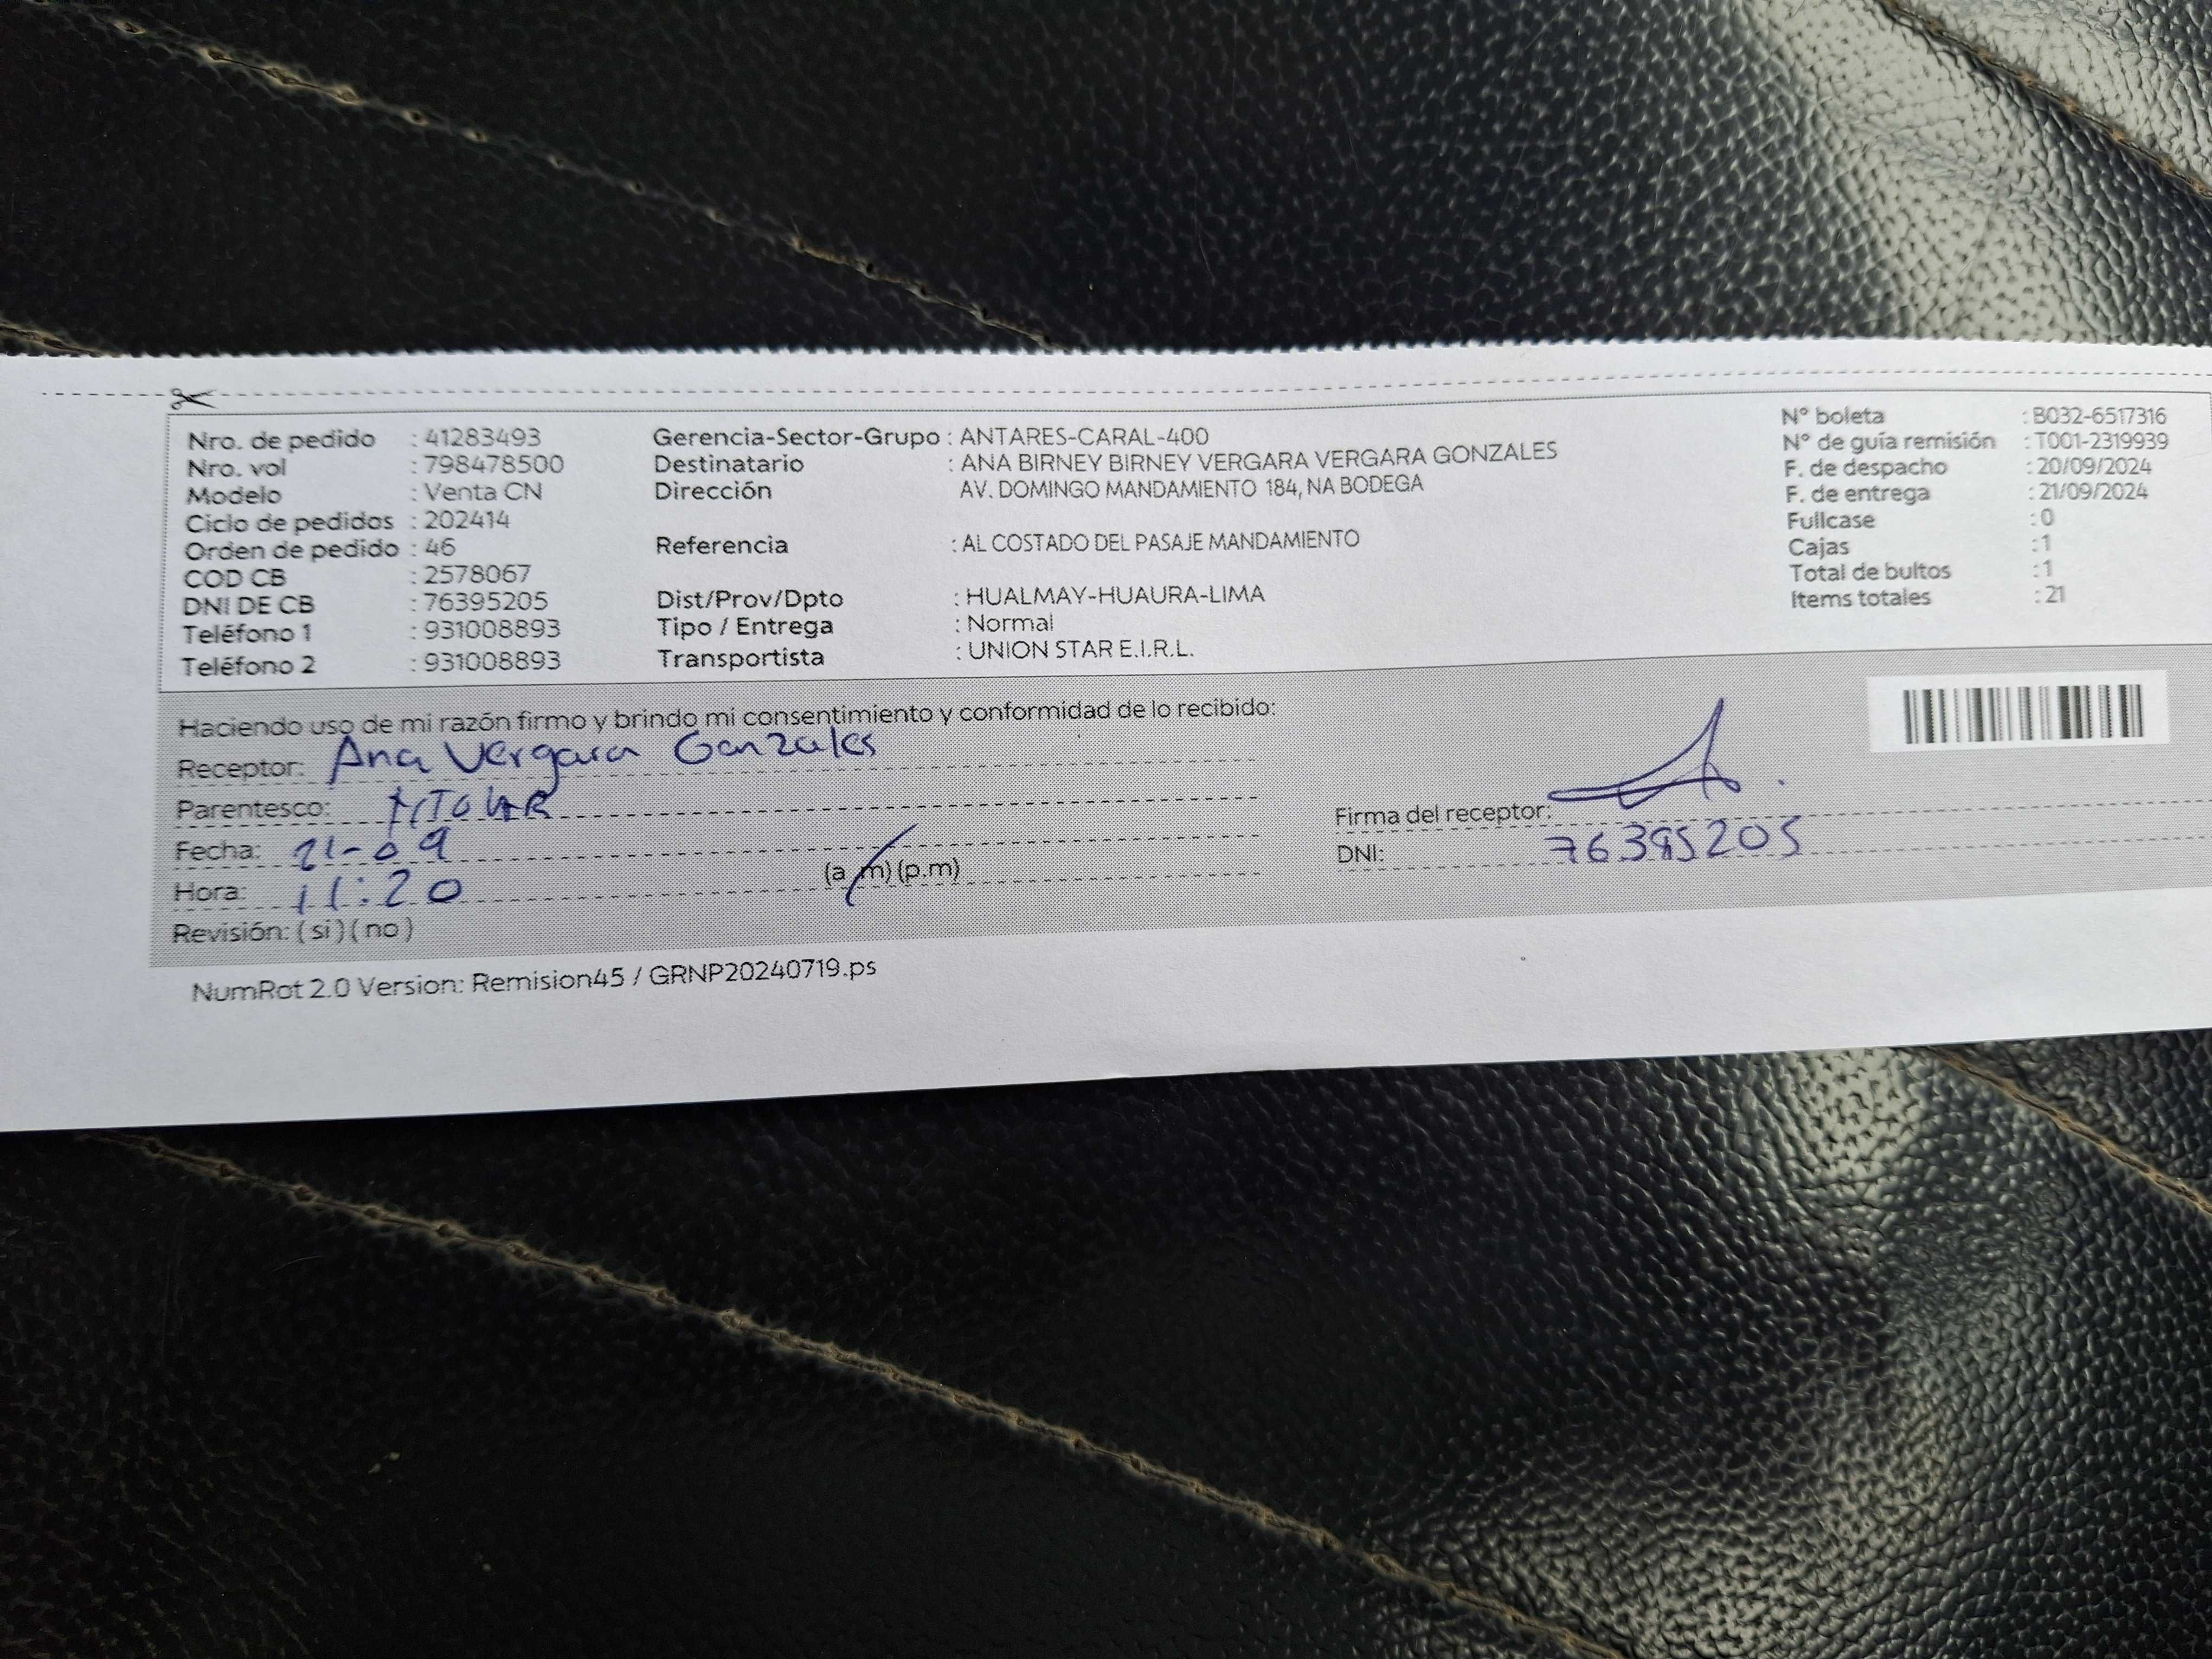 Nro. de pedido : 41283493
Nro. vol : 798478500
Modelo : Venta CN
Ciclo de pedidos : 202414
Orden de pedido : 46
COD CB : 2578067
DNI DE CB : 76395205
Teléfono 1 : 931008893
Teléfono 2 : 931008893
Gerencia-Sector-Grupo : ANTARES-CARAL-400
Destinatario : ANA BIRNEY BIRNEY VERGARA VERGARA GONZALES
Dirección AV. DOMINGO MANDAMIENTO 184, NA BODEGA
Referencia : AL COSTADO DEL PASAJE MANDAMIENTO
Dist/Prov/Dpto : HUALMAY-HUAURA-LIMA
Tipo / Entrega : Normal
Transportista : UNION STAR E.I.R.L.
N° boleta : B032-6517316
N° de guía remisión : T001-2319939
F. de despacho : 20/09/2024
F. de entrega : 21/09/2024
Fullcase : 0
Cajas : 1
Total de bultos : 1
Items totales : 21
Haciendo uso de mi razón firmo y brindo mi consentimiento y conformidad de lo recibido:
Receptor: Ana Vergara Gonzales
Parentesco:
Fecha: 21-09
Hora: 11:20 (a.m) (p.m)
Revisión: ( si ) ( no )
Firma del receptor:
DNI: 76395205
NumRot 2.0 Version: Remision45 / GRNP20240719.ps